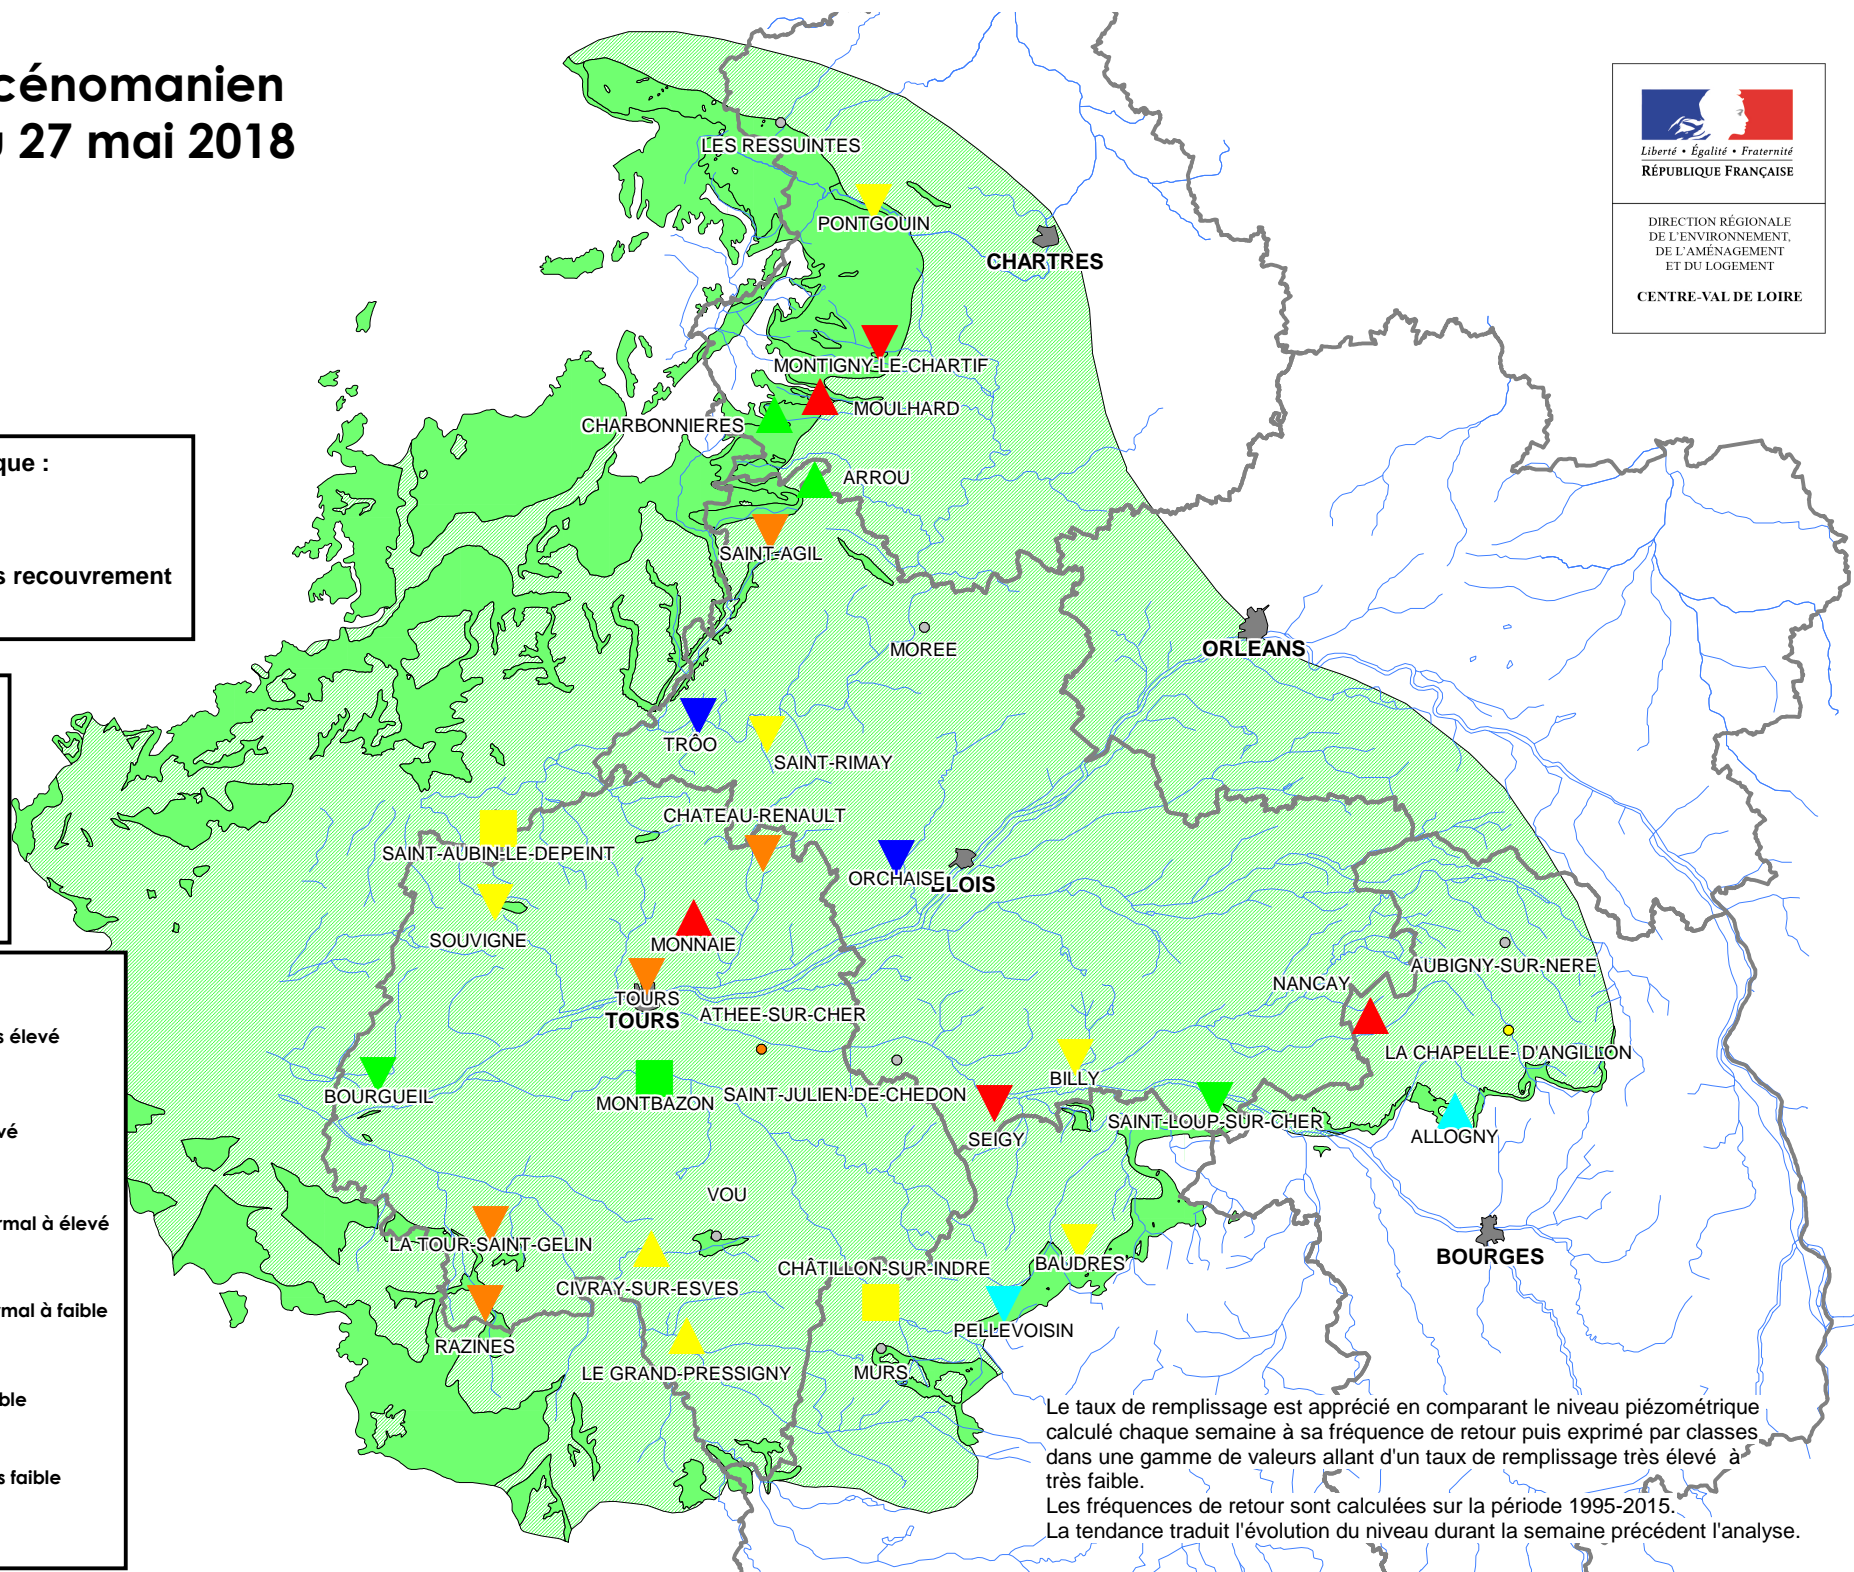 cénomanien
27 mai 2018
Liberté • Égalité • Fraternité
RÉPUBLIQUE FRANÇAISE
DIRECTION RÉGIONALE
DE L'ENVIRONNEMENT,
DE L'AMÉNAGEMENT
ET DU LOGEMENT
CENTRE-VAL DE LOIRE
LES RESSUINTES
PONTGOUIN
CHARTRES
MONTIGNY-LE-CHARTIF
MOULHARD
CHARBONNIERES
ARROU
SAINT-AGIL
que :
s recouvrement
MOREE
ORLEANS
TRÔO
SAINT-RIMAY
CHATEAU-RENAULT
SAINT-AUBIN-LE-DEPEINT
ORCHAISE
BLOIS
SOUVIGNE
MONNAIE
TOURS
TOURS
ATHEE-SUR-CHER
NANCAY
AUBIGNY-SUR-NERE
LA CHAPELLE- D'ANGILLON
BILLY
BOURGUEIL
MONTBAZON
SAINT-JULIEN-DE-CHEDON
SEIGY
SAINT-LOUP-SUR-CHER
ALLOGNY
VOU
LA TOUR-SAINT-GELIN
CIVRAY-SUR-ESVES
CHÂTILLON-SUR-INDRE
BAUDRES
BOURGES
RAZINES
LE GRAND-PRESSIGNY
MURS
PELLEVOISIN
s élevé
vé
rmal à élevé
rmal à faible
ble
s faible
Le taux de remplissage est apprécié en comparant le niveau piézométrique
calculé chaque semaine à sa fréquence de retour puis exprimé par classes
dans une gamme de valeurs allant d'un taux de remplissage très élevé à
très faible.
Les fréquences de retour sont calculées sur la période 1995-2015.
La tendance traduit l'évolution du niveau durant la semaine précédent l'analyse.